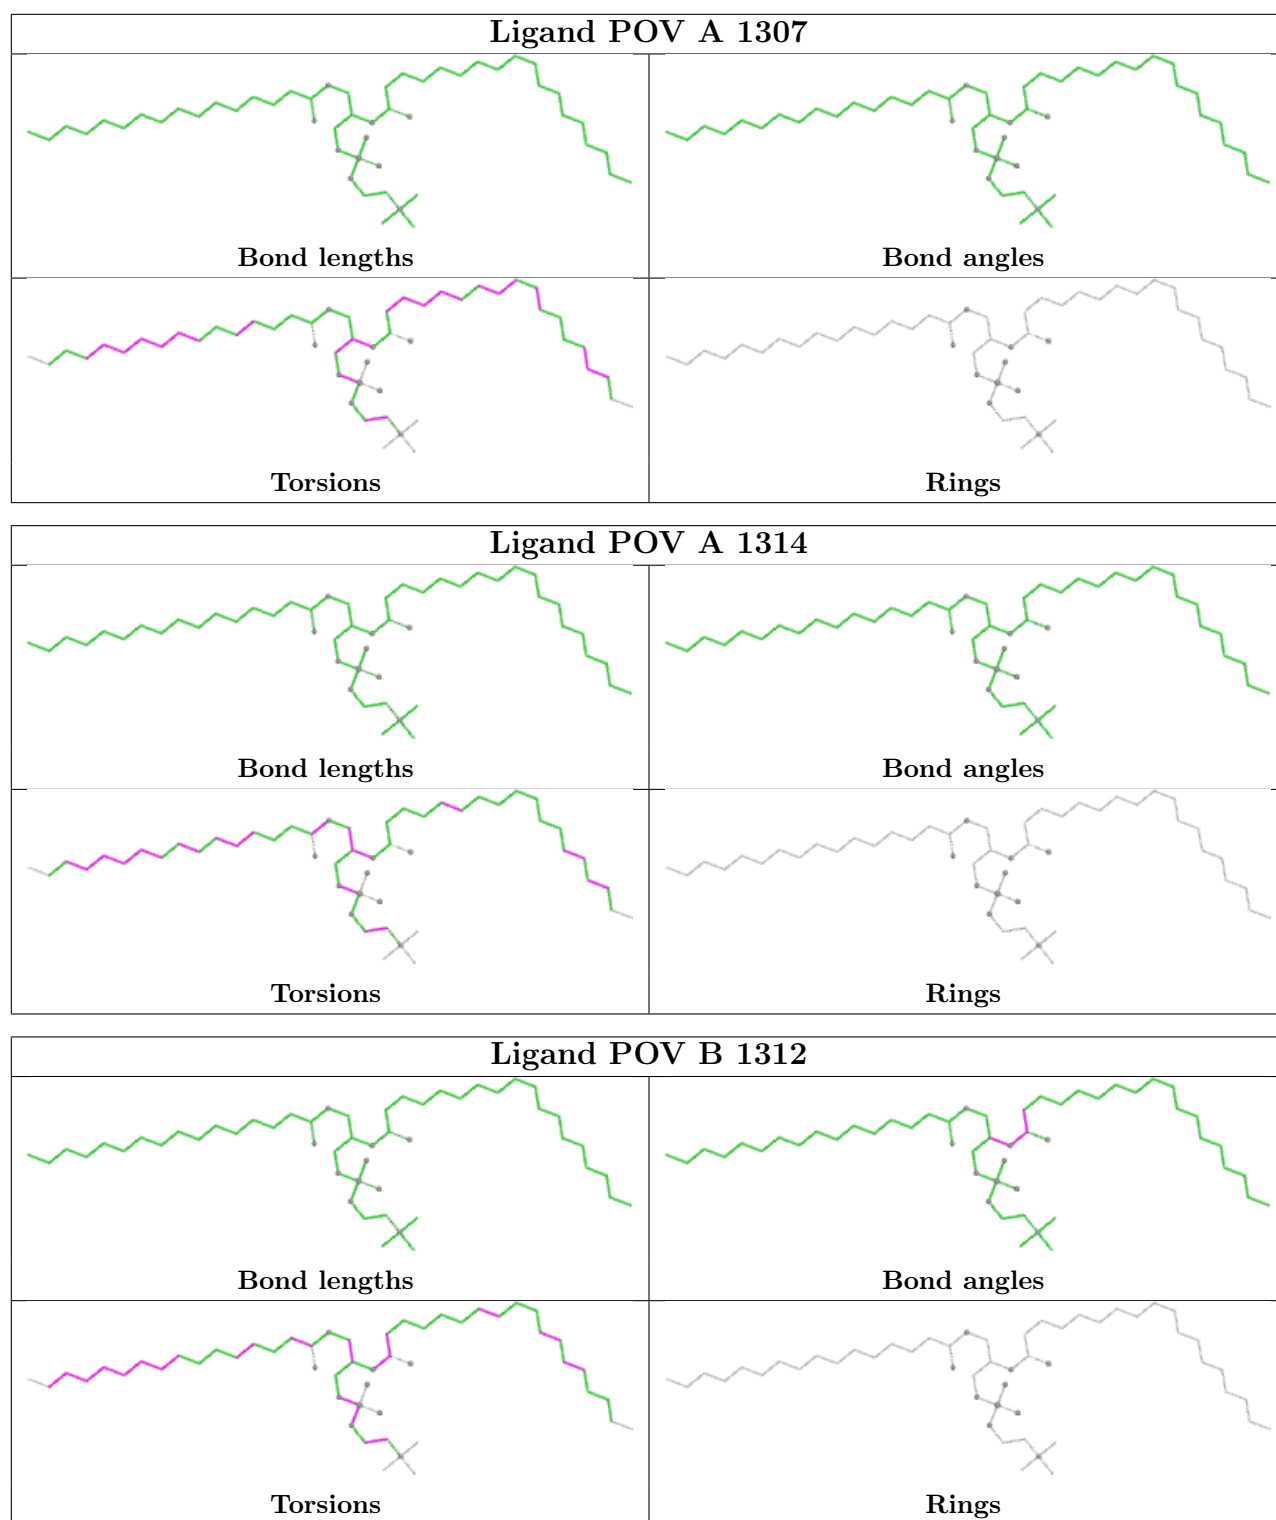 Ligand POV A 1307
Bond lengths
Bond angles
Torsions
Rings
Ligand POV A 1314
Bond lengths
Bond angles
Torsions
Rings
Ligand POV B 1312
Bond lengths
Bond angles
Torsions
Rings